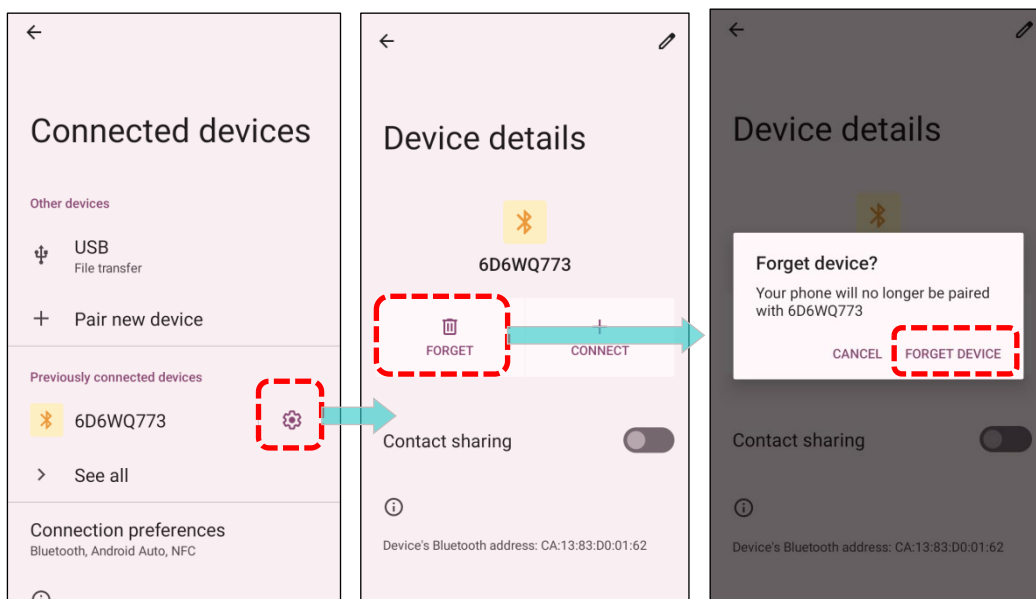 Connected devices
Other devices
USB
File transfer
Pair new device
Previously connected devices
6D6WQ773
See all
Connection preferences
Bluetooth, Android Auto, NFC
Device details
6D6WQ773
FORGET
CONNECT
Contact sharing
Device's Bluetooth address: CA:13:83:D0:01:62
Device details
Forget device?
Your phone will no longer be paired
with 6D6WQ773
CANCEL
FORGET DEVICE
Contact sharing
Device's Bluetooth address: CA:13:83:D0:01:62